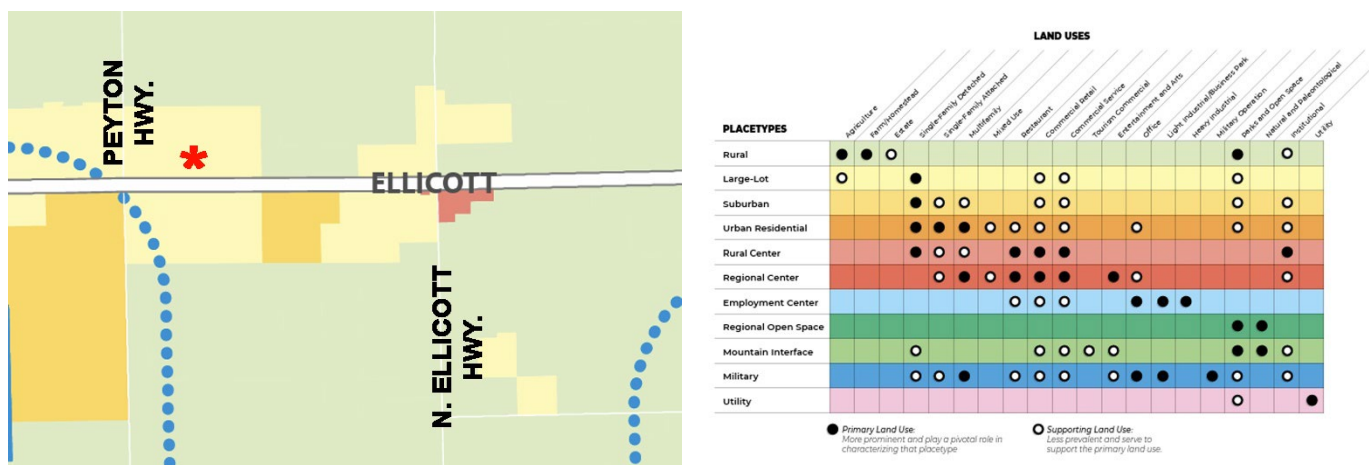 PEYTON
HWY.
*
ELLICOTT
N. ELLICOTT
HWY.
LAND USES
Agriculture
Farm/Homestead
Estate
Single-Family Detached
Single-Family Attached
Multifamily
Mixed Use
Restaurant
Commercial Retail
Commercial Service
Tourism Commercial
Entertainment and Arts
Office
Light Industrial/Business Park
Heavy Industrial
Military Operation
Parks and Open Space
Natural and Paleontological
Institutional
Utility
PLACETYPES
Rural
Large-Lot
Suburban
Urban Residential
Rural Center
Regional Center
Employment Center
Regional Open Space
Mountain Interface
Military
Utility
Primary Land Use:
More prominent and play a pivotal role in
characterizing that placetype
Supporting Land Use:
Less prevalent and serve to
support the primary land use.